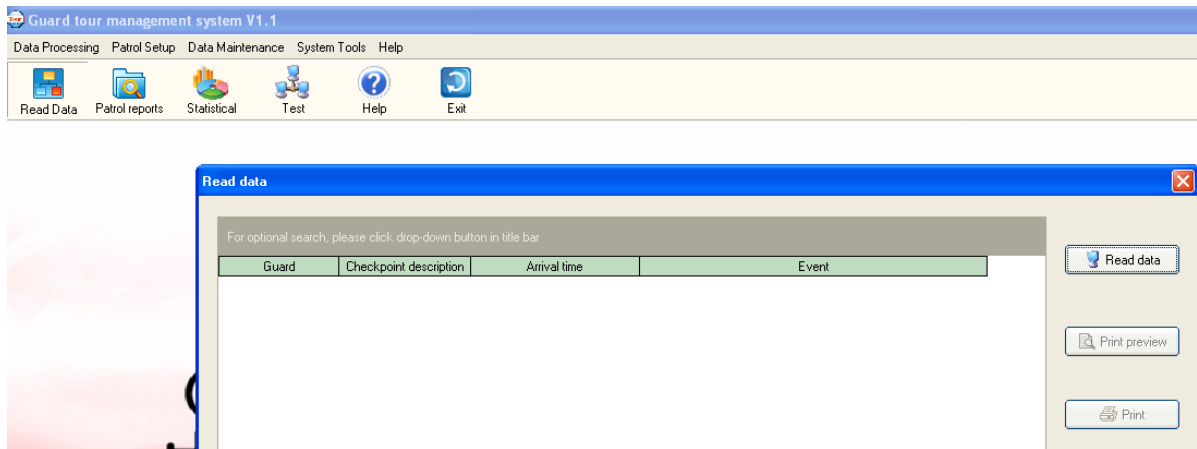 Guard tour management system V1.1
Data Processing Patrol Setup Data Maintenance System Tools Help
Read Data Patrol reports Statistical Test Help Exit
Read data
For optional search, please click drop-down button in title bar
Guard Checkpoint description Arrival time Event
Read data
Print preview
Print